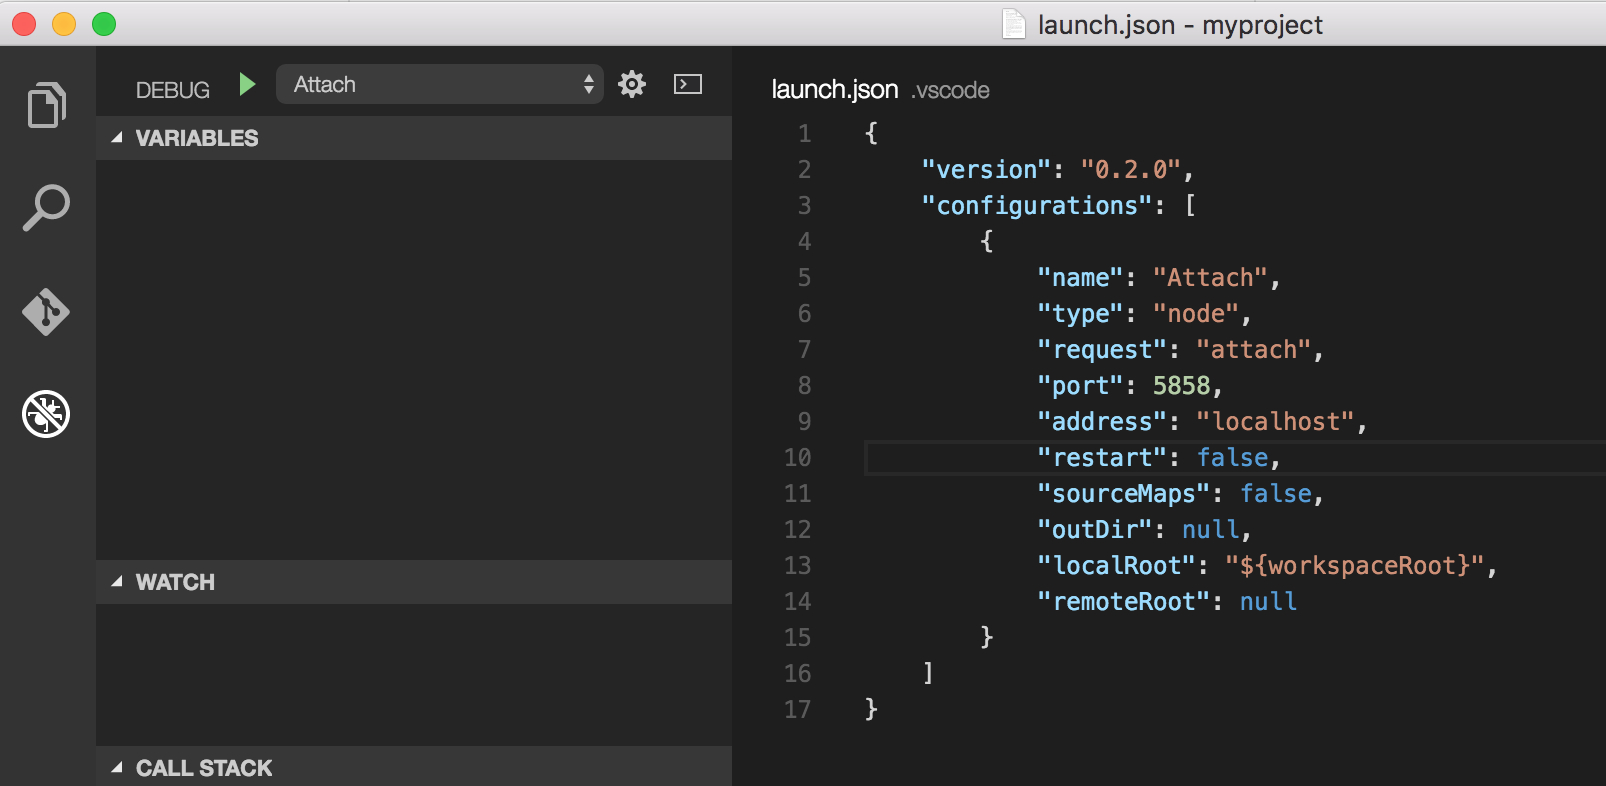 launch.json - myproject
DEBUG Attach
VARIABLES
WATCH
CALL STACK
launch.json .vscode
1 {
2 "version": "0.2.0",
3 "configurations": [
4 {
5 "name": "Attach",
6 "type": "node",
7 "request": "attach",
8 "port": 5858,
9 "address": "localhost",
10 "restart": false,
11 "sourceMaps": false,
12 "outDir": null,
13 "localRoot": "${workspaceRoot}",
14 "remoteRoot": null
15 }
16 ]
17 }